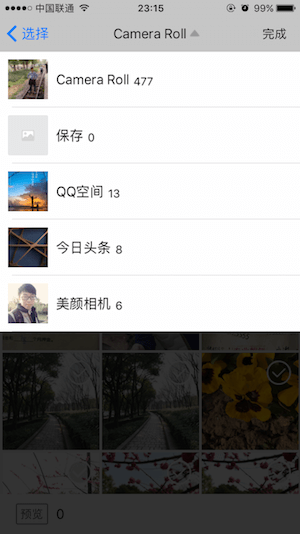 中国联通 23:15 99%
选择 Camera Roll 完成
Camera Roll 477
保存 0
QQ空间 13
今日头条 8
美颜相机 6
预览 0